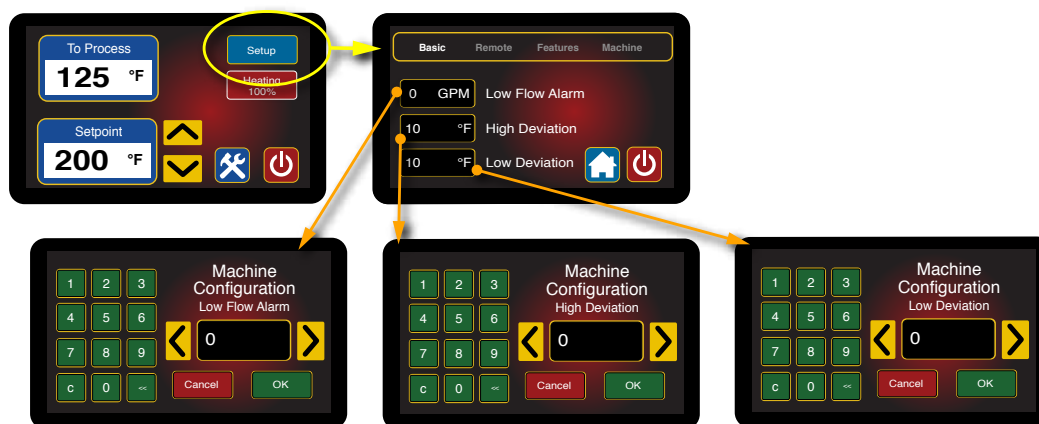 To Process
125 °F
Setup
Heating
100%
Setpoint
200 °F
Basic Remote Features Machine
0 GPM Low Flow Alarm
10 °F High Deviation
10 °F Low Deviation
Machine
Configuration
Low Flow Alarm
1 2 3
4 5 6
0
7 8 9
c 0 <<
Cancel OK
Machine
Configuration
High Deviation
1 2 3
4 5 6
0
7 8 9
c 0 <<
Cancel OK
Machine
Configuration
Low Deviation
1 2 3
4 5 6
0
7 8 9
c 0 <<
Cancel OK